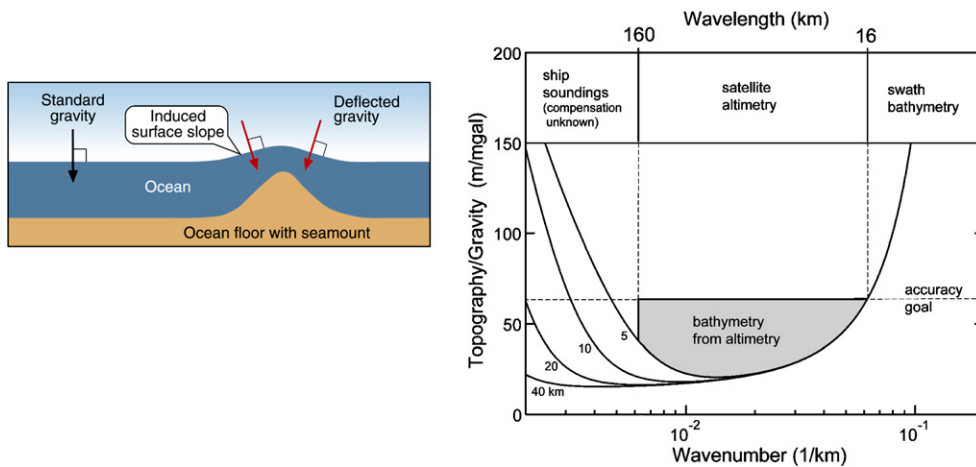 Standard
gravity
Induced
surface slope
Deflected
gravity
Ocean
Ocean floor with seamount
Wavelength (km)
160
16
200
150
100
50
0
Topography/Gravity (m/mgal)
ship
soundings
(compensation
unknown)
satellite
altimetry
swath
bathymetry
accuracy
goal
bathymetry
from altimetry
5
10
20
40 km
10-2
10-1
Wavenumber (1/km)